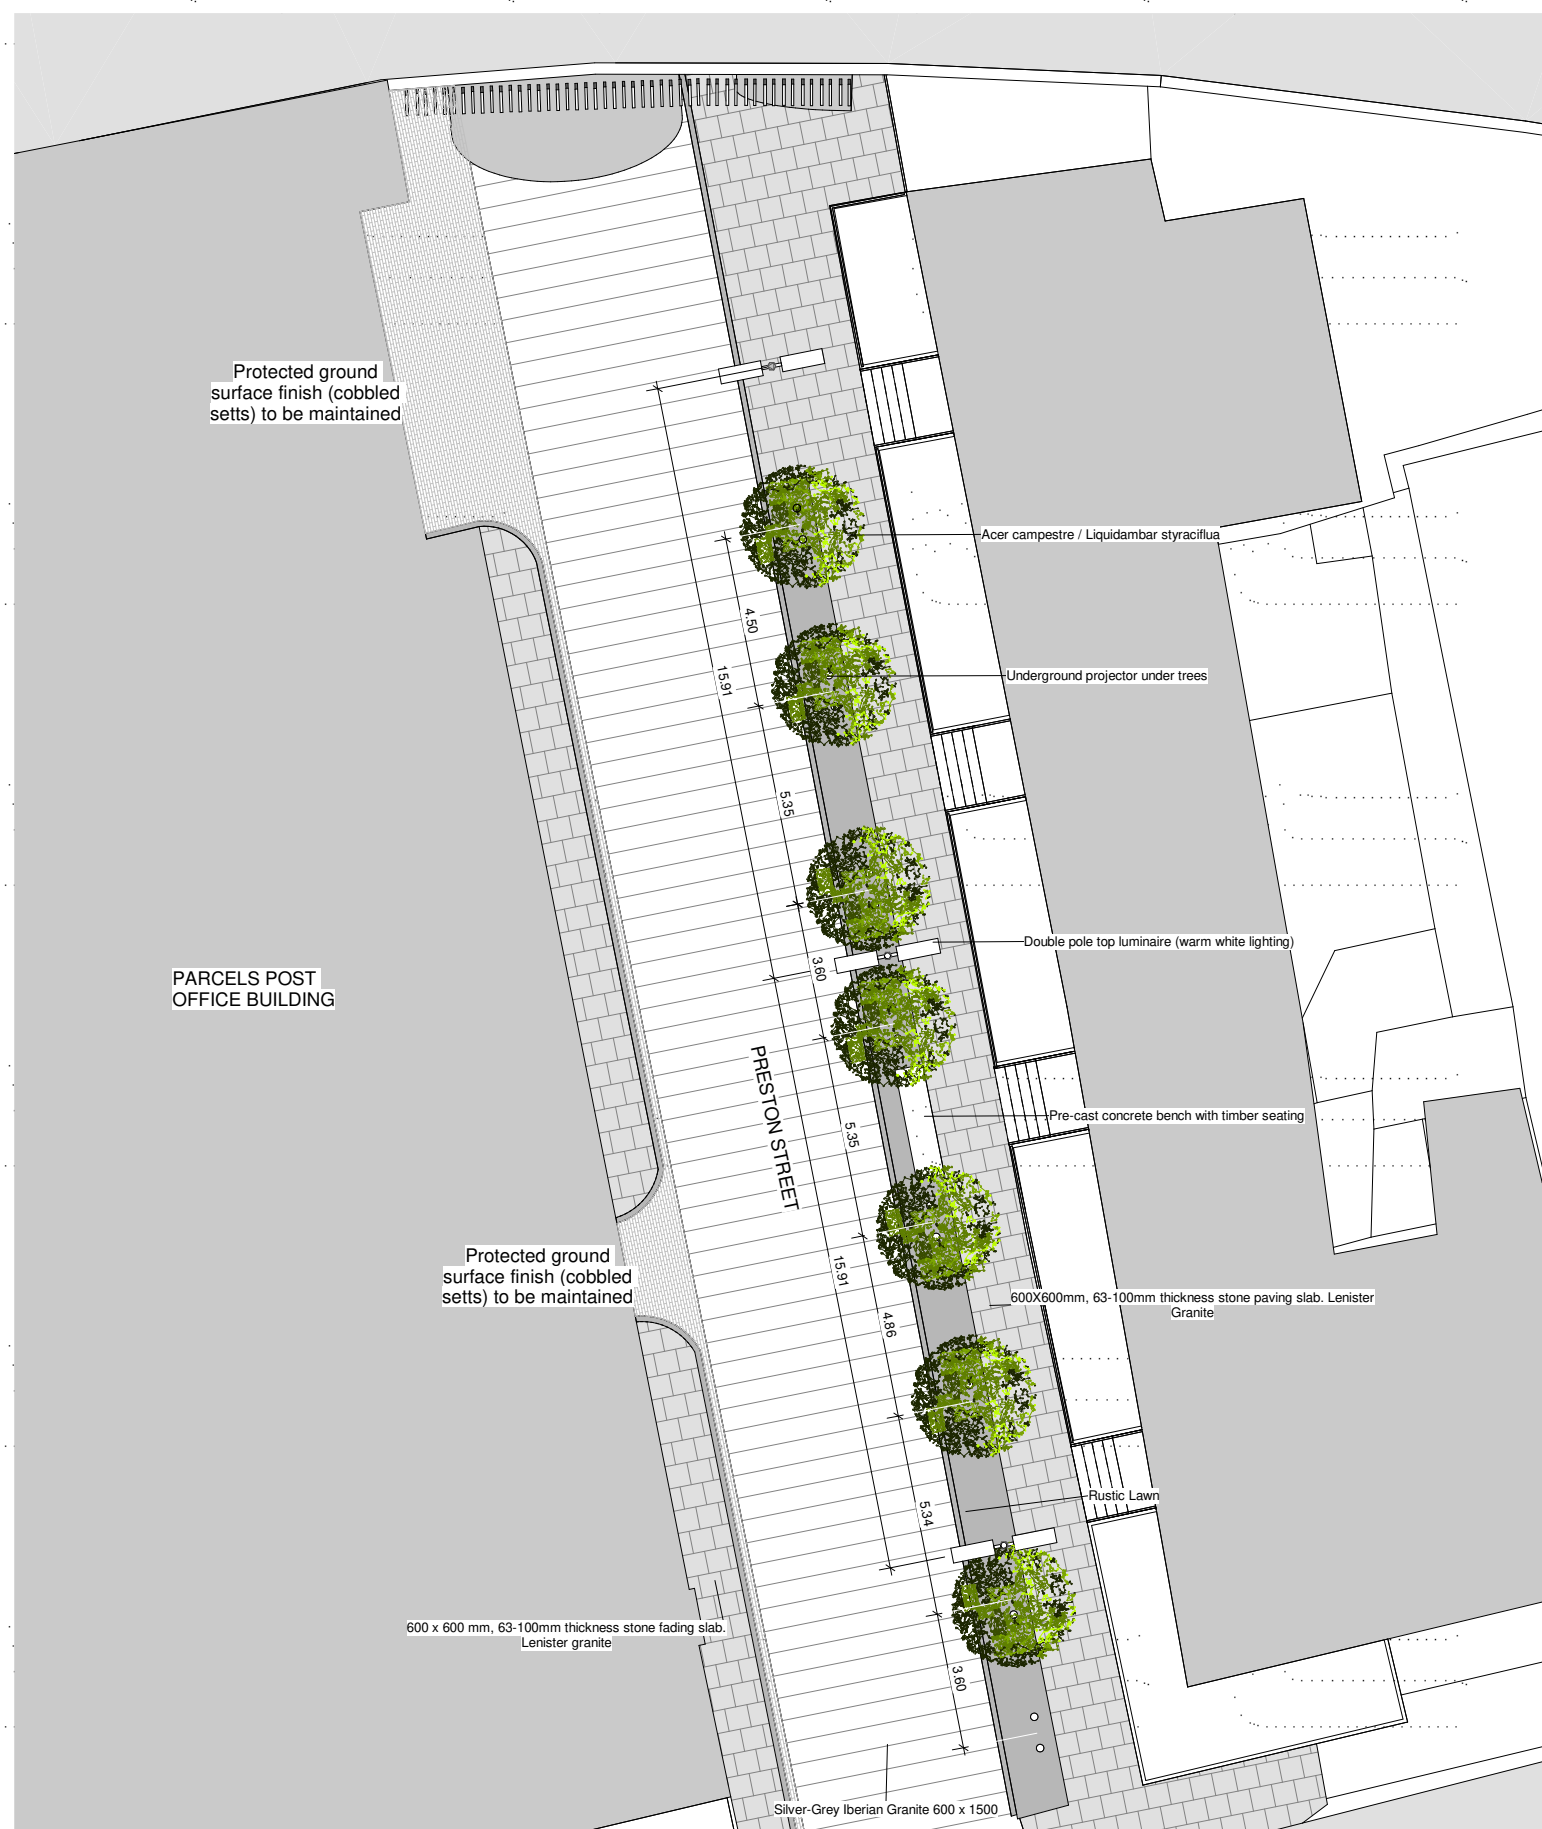 Protected ground
surface finish (cobbled
setts) to be maintained
Acer campestre / Liquidambar styraciflua
4.50
Underground projector under trees
15.91
5.35
Double pole top luminaire (warm white lighting)
3.60
PARCELS POST
OFFICE BUILDING
PRESTON STREET
Pre-cast concrete bench with timber seating
5.35
Protected ground
surface finish (cobbled
setts) to be maintained
15.91
600X600mm, 63-100mm thickness stone paving slab. Lenister
Granite
4.86
Rustic Lawn
5.34
600 x 600 mm, 63-100mm thickness stone fading slab.
Lenister granite
3.60
Silver-Grey Iberian Granite 600 x 1500